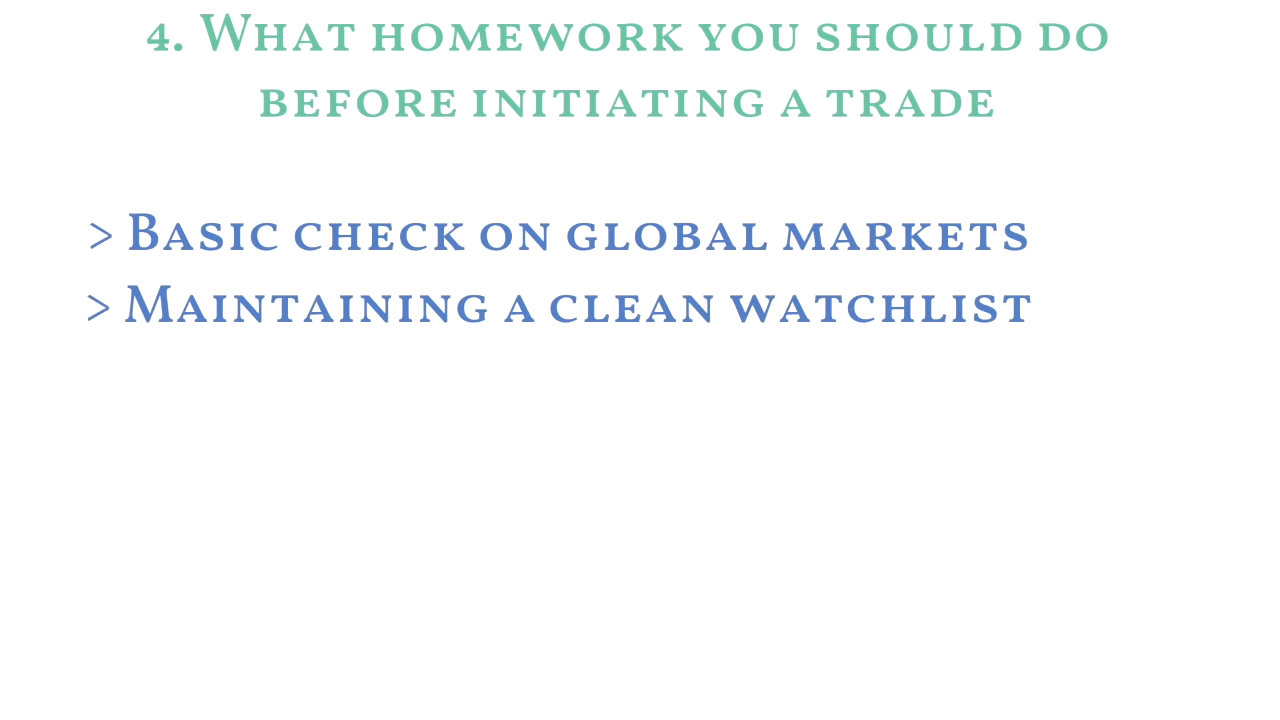 4. What homework you should do
before initiating a trade
> Basic check on global markets
> Maintaining a clean watchlist